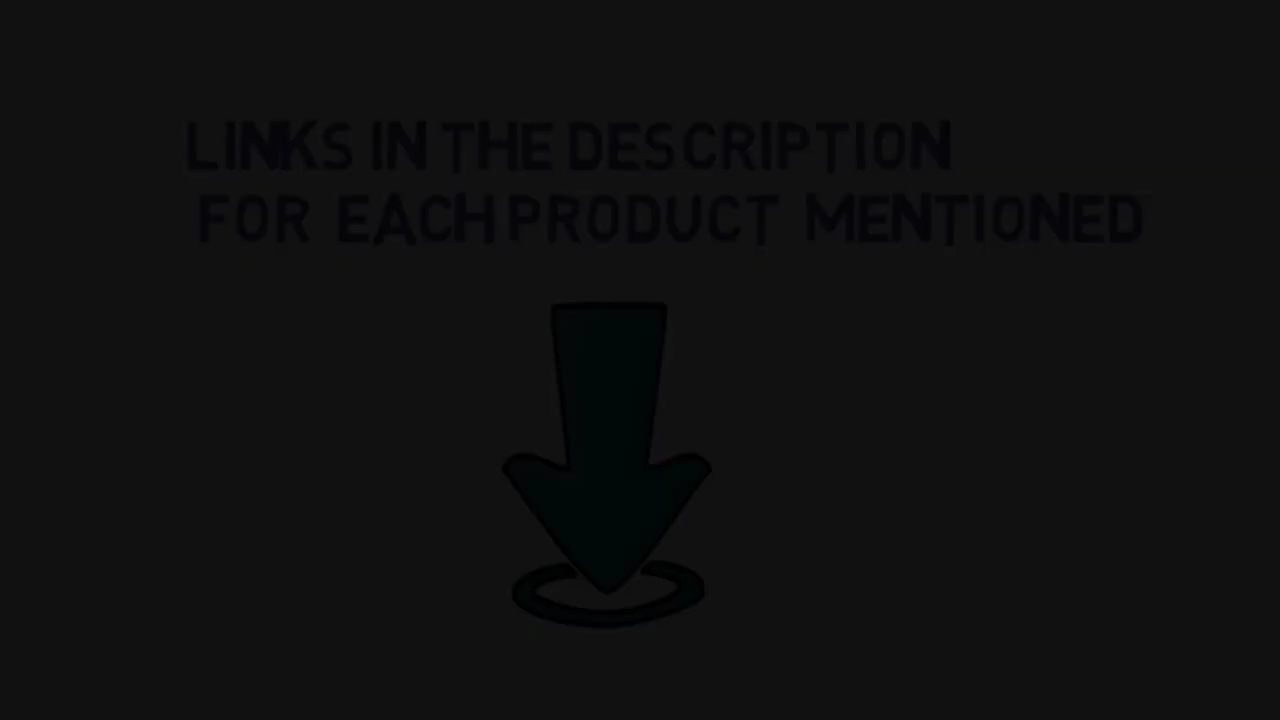 LINKS IN THE DESCRIPTION
FOR EACH PRODUCT MENTIONED